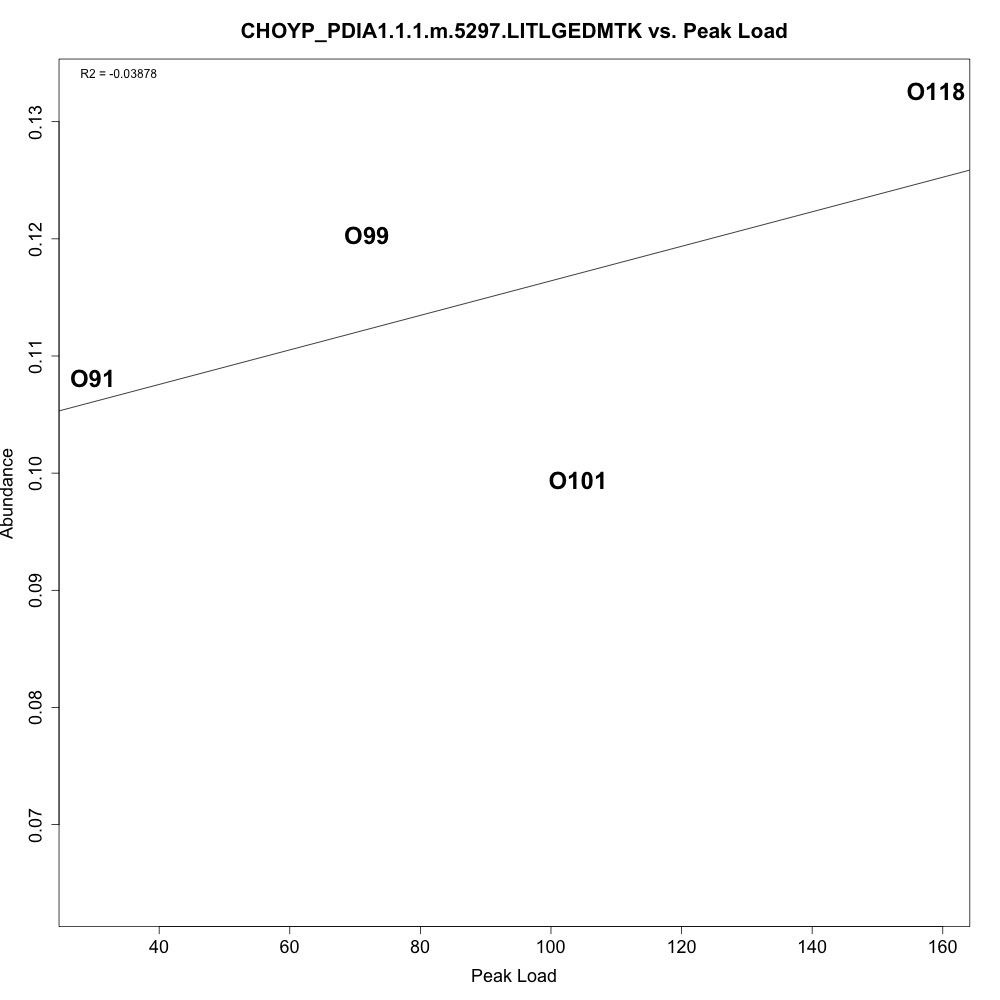 CHOYP_PDIA1.1.1.m.5297.LITLGEDMTK vs. Peak Load
R2 = -0.03878
O118
O99
O91
O101
Abundance
0.13
0.12
0.11
0.10
0.09
0.08
0.07
40 60 80 100 120 140 160
Peak Load